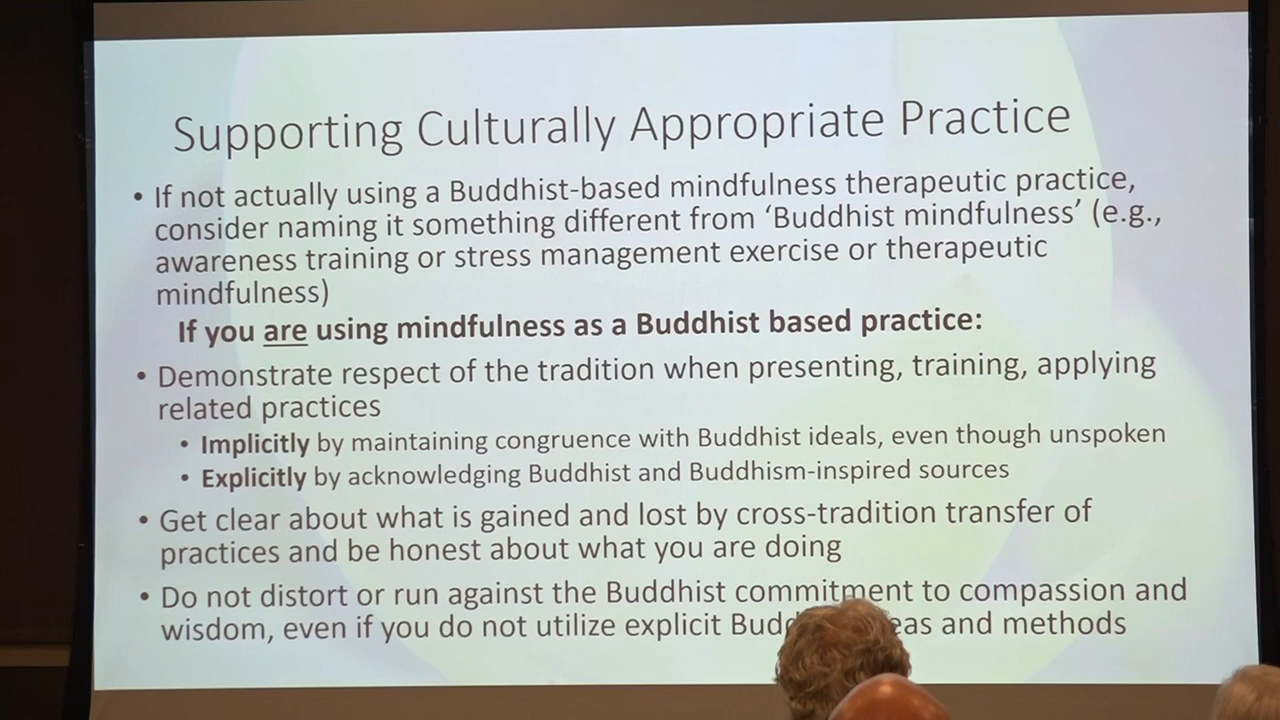 Supporting Culturally Appropriate Practice
• If not actually using a Buddhist-based mindfulness therapeutic practice,
consider naming it something different from ‘Buddhist mindfulness’ (e.g.,
awareness training or stress management exercise or therapeutic
mindfulness)
If you are using mindfulness as a Buddhist based practice:
• Demonstrate respect of the tradition when presenting, training, applying
related practices
• Implicitly by maintaining congruence with Buddhist ideals, even though unspoken
• Explicitly by acknowledging Buddhist and Buddhism-inspired sources
• Get clear about what is gained and lost by cross-tradition transfer of
practices and be honest about what you are doing
• Do not distort or run against the Buddhist commitment to compassion and
wisdom, even if you do not utilize explicit and methods